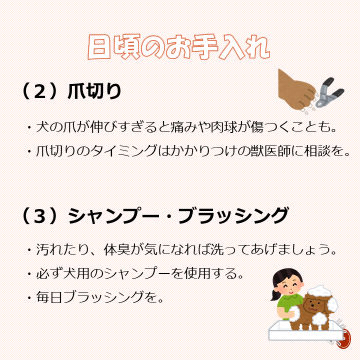 日頃のお手入れ
（２）爪切り
・犬の爪が伸びすぎると痛みや肉球が傷つくことも。
・爪切りのタイミングはかかりつけの獣医師に相談を。
（３）シャンプー・ブラッシング
・汚れたり、体臭が気になれば洗ってあげましょう。
・必ず犬用のシャンプーを使用する。
・毎日ブラッシングを。